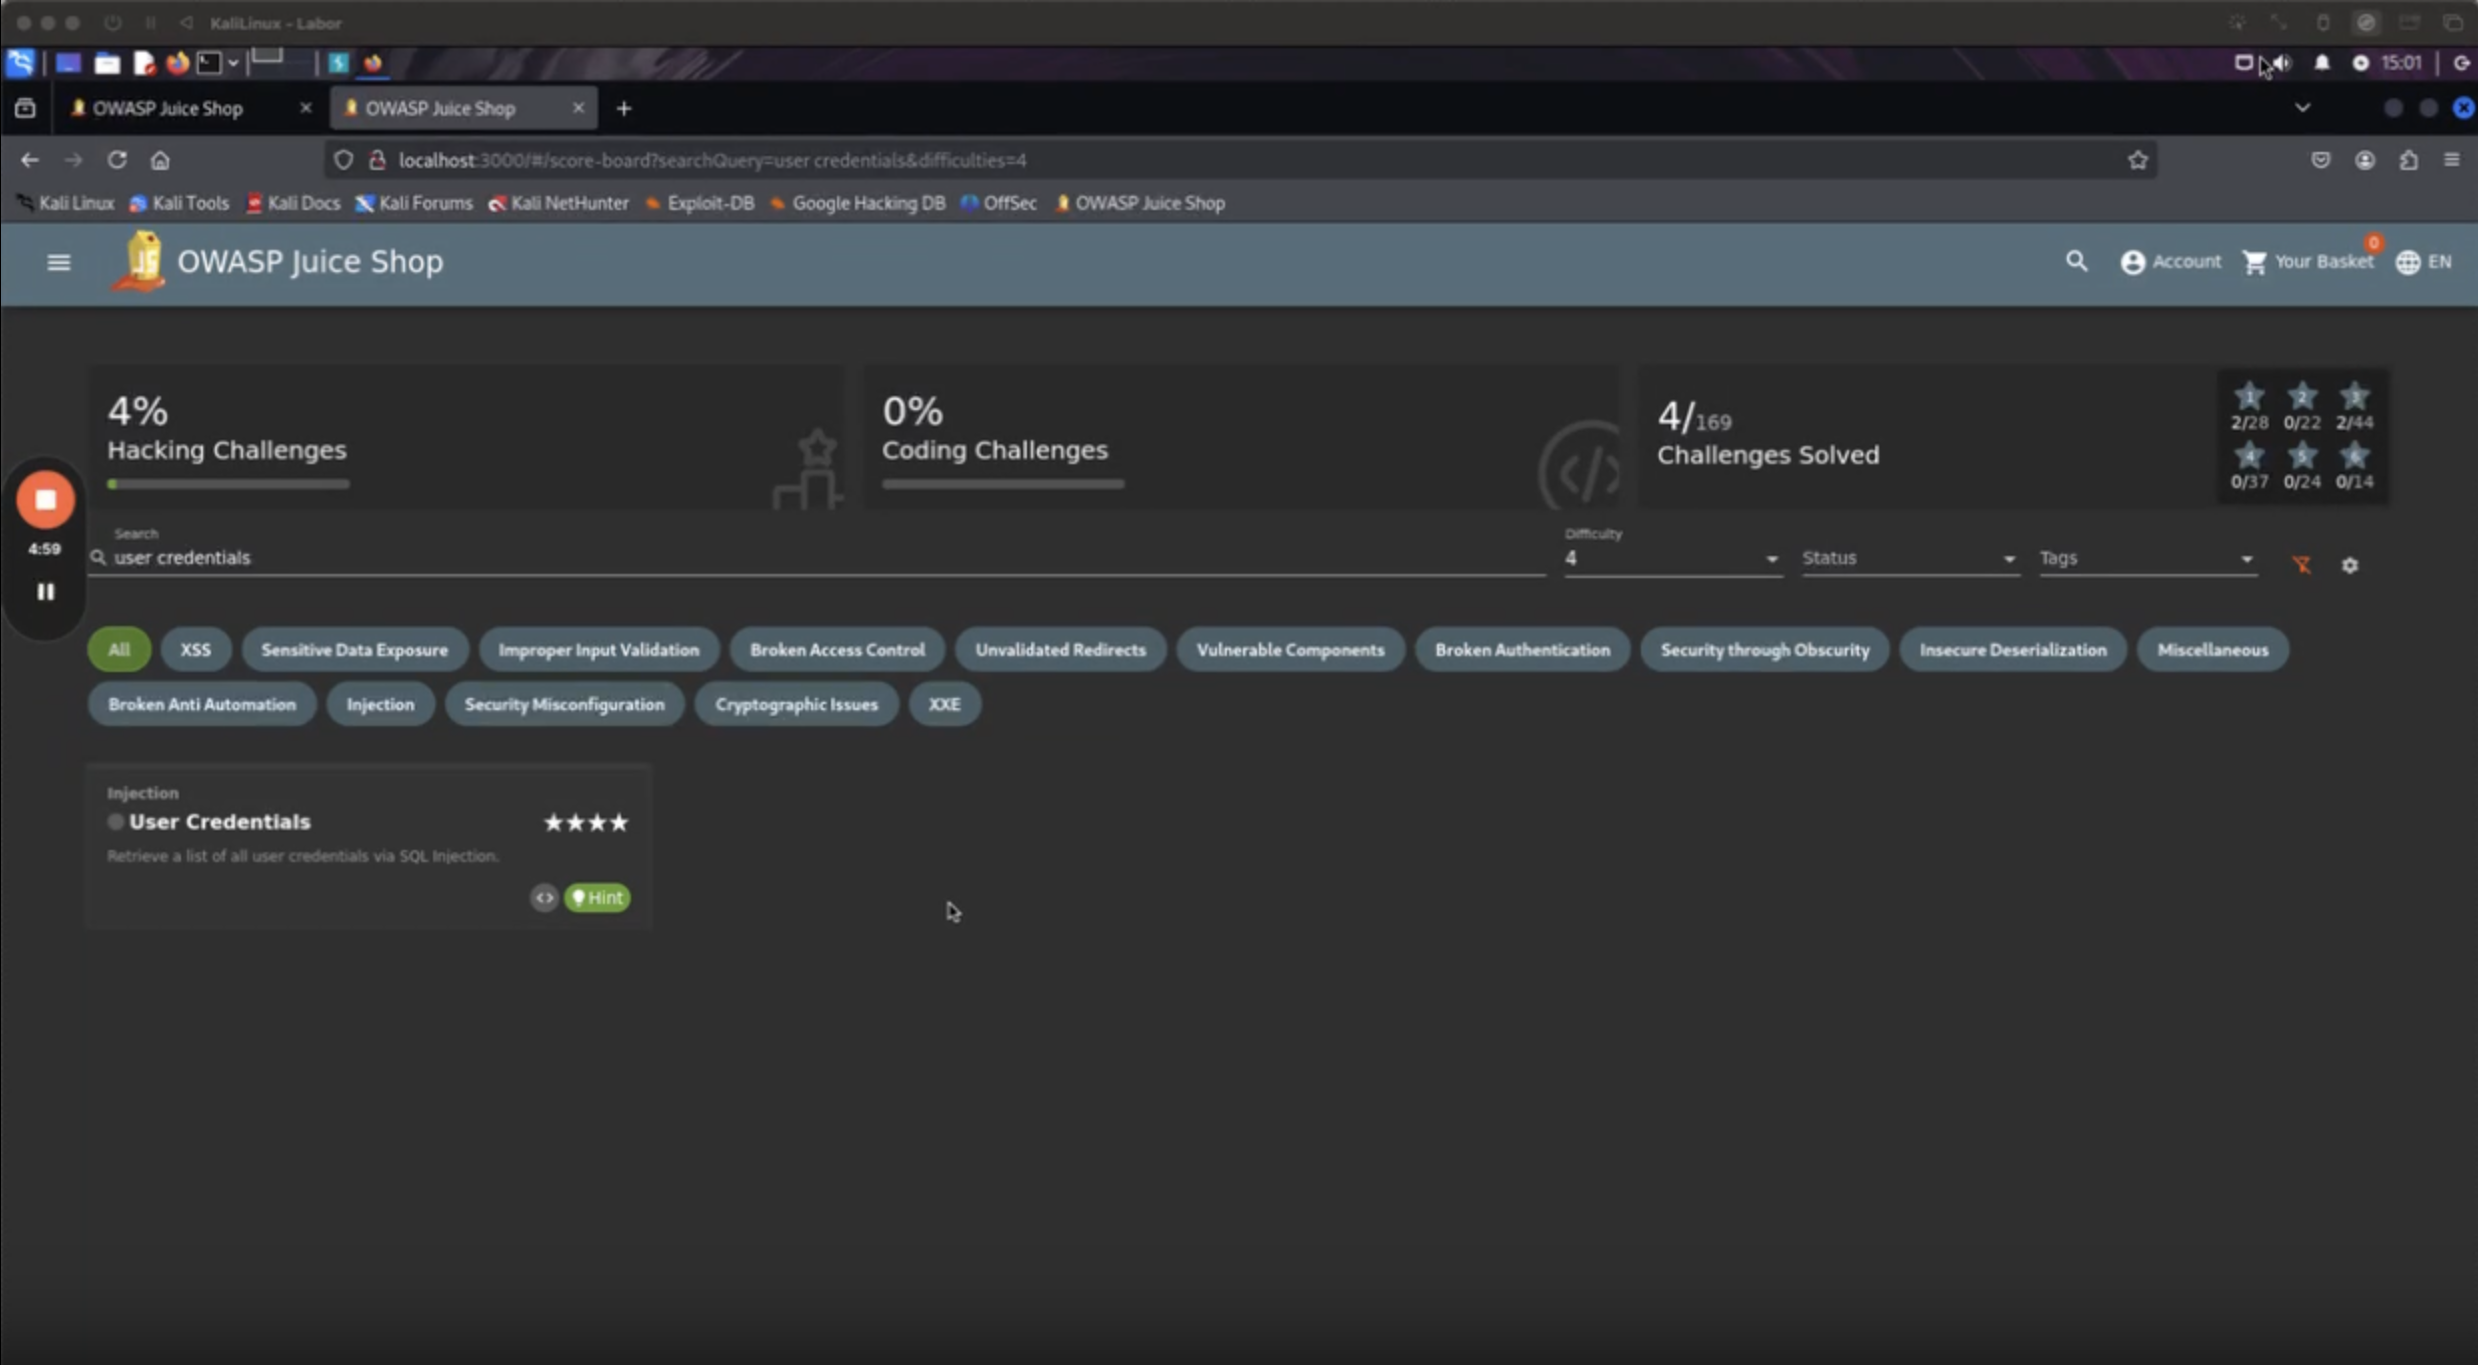 KaliLinux - Labor
15:01
OWASP Juice Shop
OWASP Juice Shop
localhost:3000/#/score-board?searchQuery=user credentials&difficulties=4
Kali Linux Kali Tools Kali Docs Kali Forums Kali NetHunter Exploit-DB Google Hacking DB OffSec OWASP Juice Shop
OWASP Juice Shop
Account
Your Basket
0
EN
4%
Hacking Challenges
0%
Coding Challenges
4/169
Challenges Solved
1 2 3
2/28 0/22 2/44
4 5 6
0/37 0/24 0/14
4:59
Search
user credentials
Difficulty
4
Status
Tags
All XSS Sensitive Data Exposure Improper Input Validation Broken Access Control Unvalidated Redirects Vulnerable Components Broken Authentication Security through Obscurity Insecure Deserialization Miscellaneous
Broken Anti Automation Injection Security Misconfiguration Cryptographic Issues XXE
Injection
User Credentials
Retrieve a list of all user credentials via SQL Injection.
<> Hint